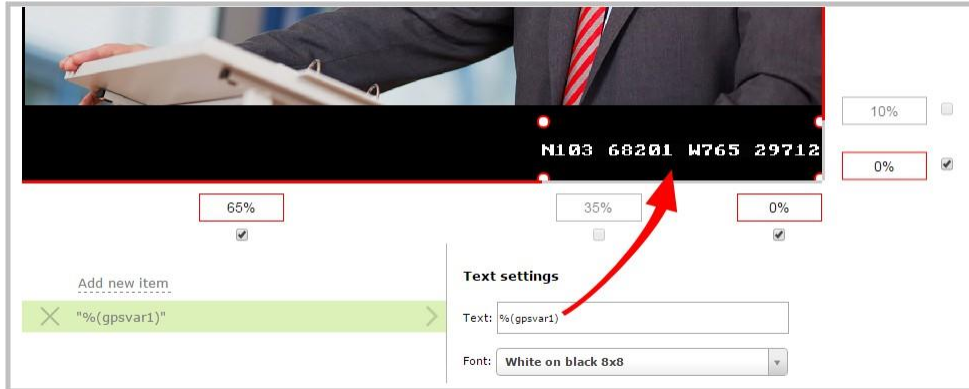 10%
N103 68201 W765 29712
0%
65%
35%
0%
Add new item
"%(gpsvar1)"
Text settings
Text: %(gpsvar1)
Font: White on black 8x8